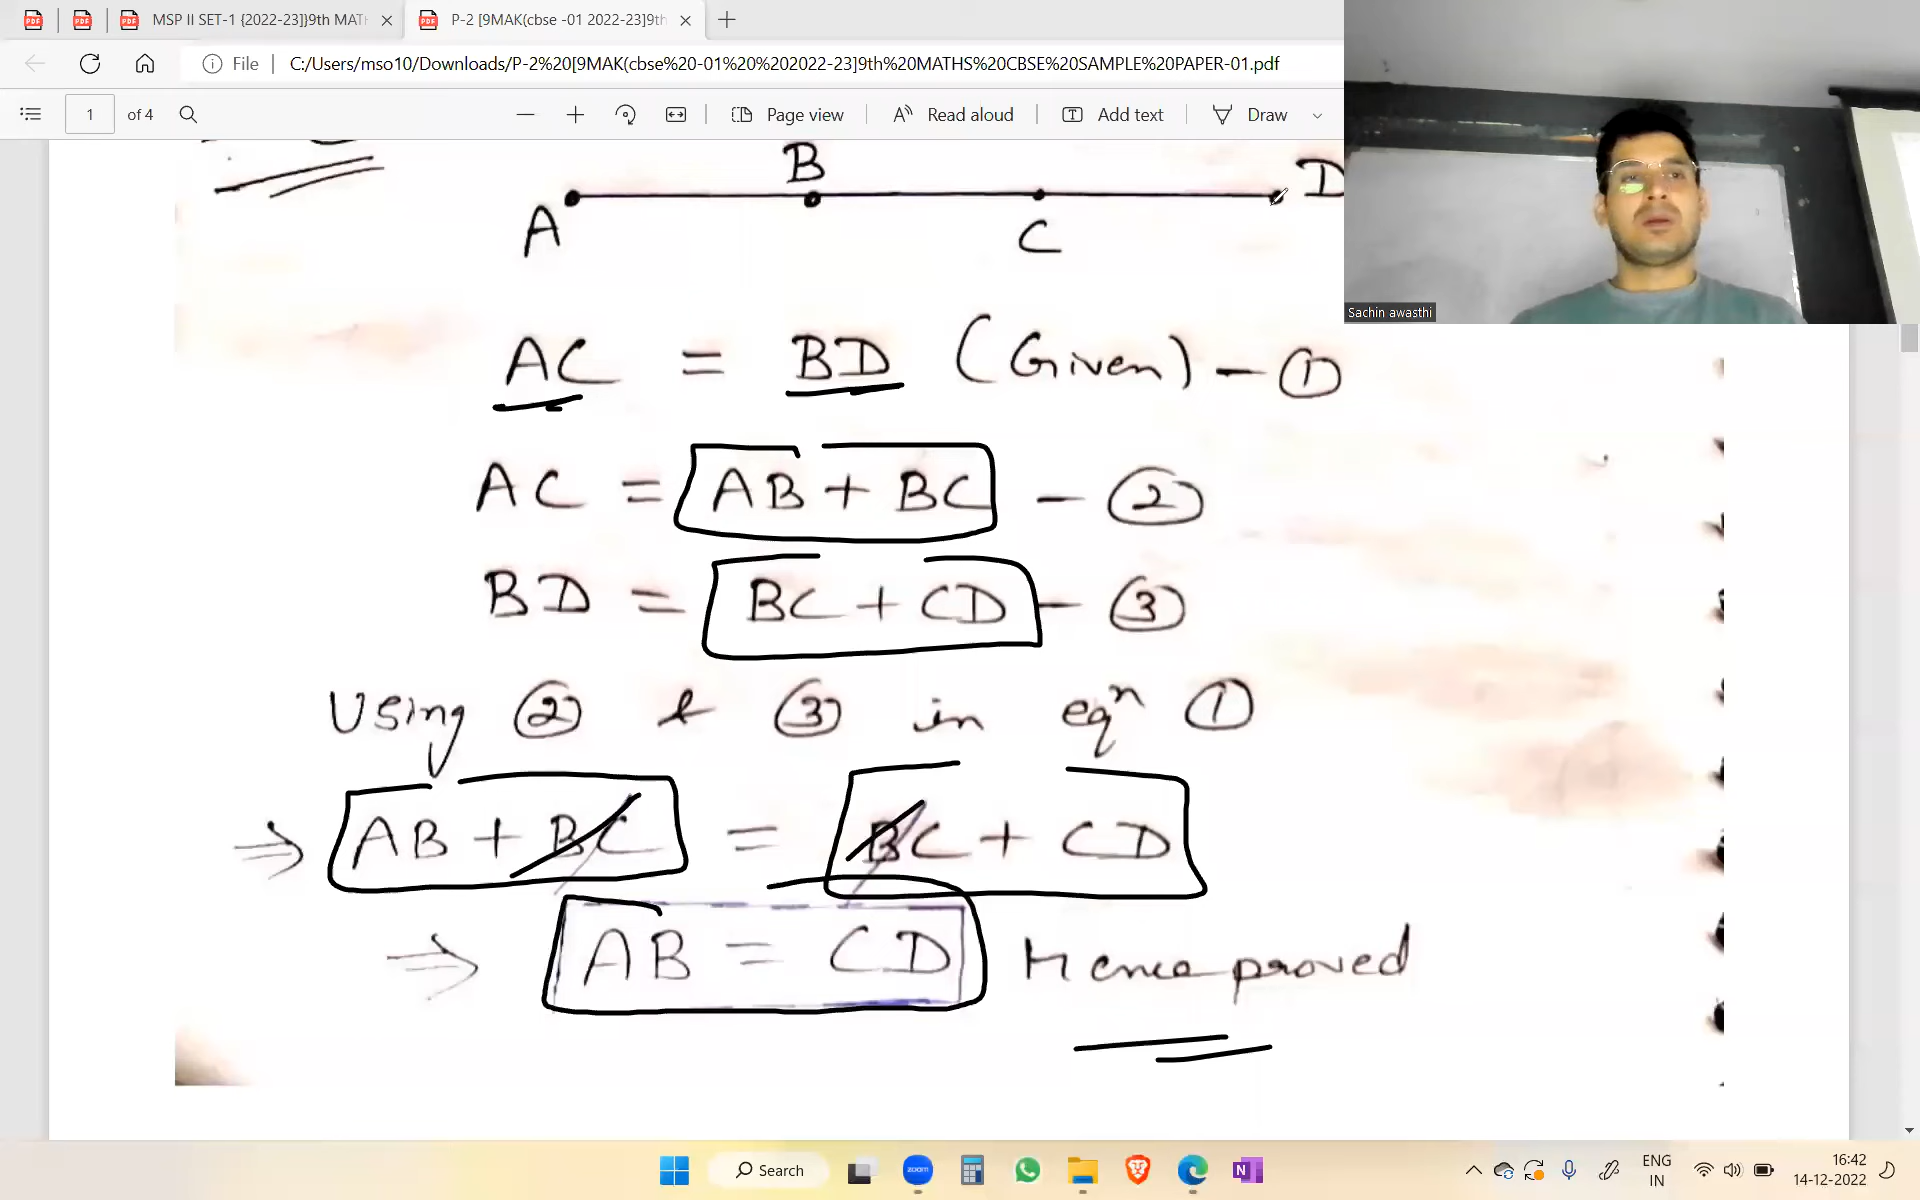 MSP II SET-1 {2022-23]}9th MATH
P-2 [9MAK(cbse -01 2022-23]9th
File
C:/Users/mso10/Downloads/P-2%20[9MAK(cbse%20-01%20%202022-23]9th%20MATHS%20CBSE%20SAMPLE%20PAPER-01.pdf
1 of 4
Page view
Read aloud
Add text
Draw
Sachin awasthi
A B C D
AC = BD (Given) - ①
AC = AB + BC - ②
BD = BC + CD - ③
Using ② & ③ in eqⁿ ①
⇒ AB + BC = BC + CD
⇒ AB = CD Hence proved
Search
zoom
ENG
IN
16:42
14-12-2022